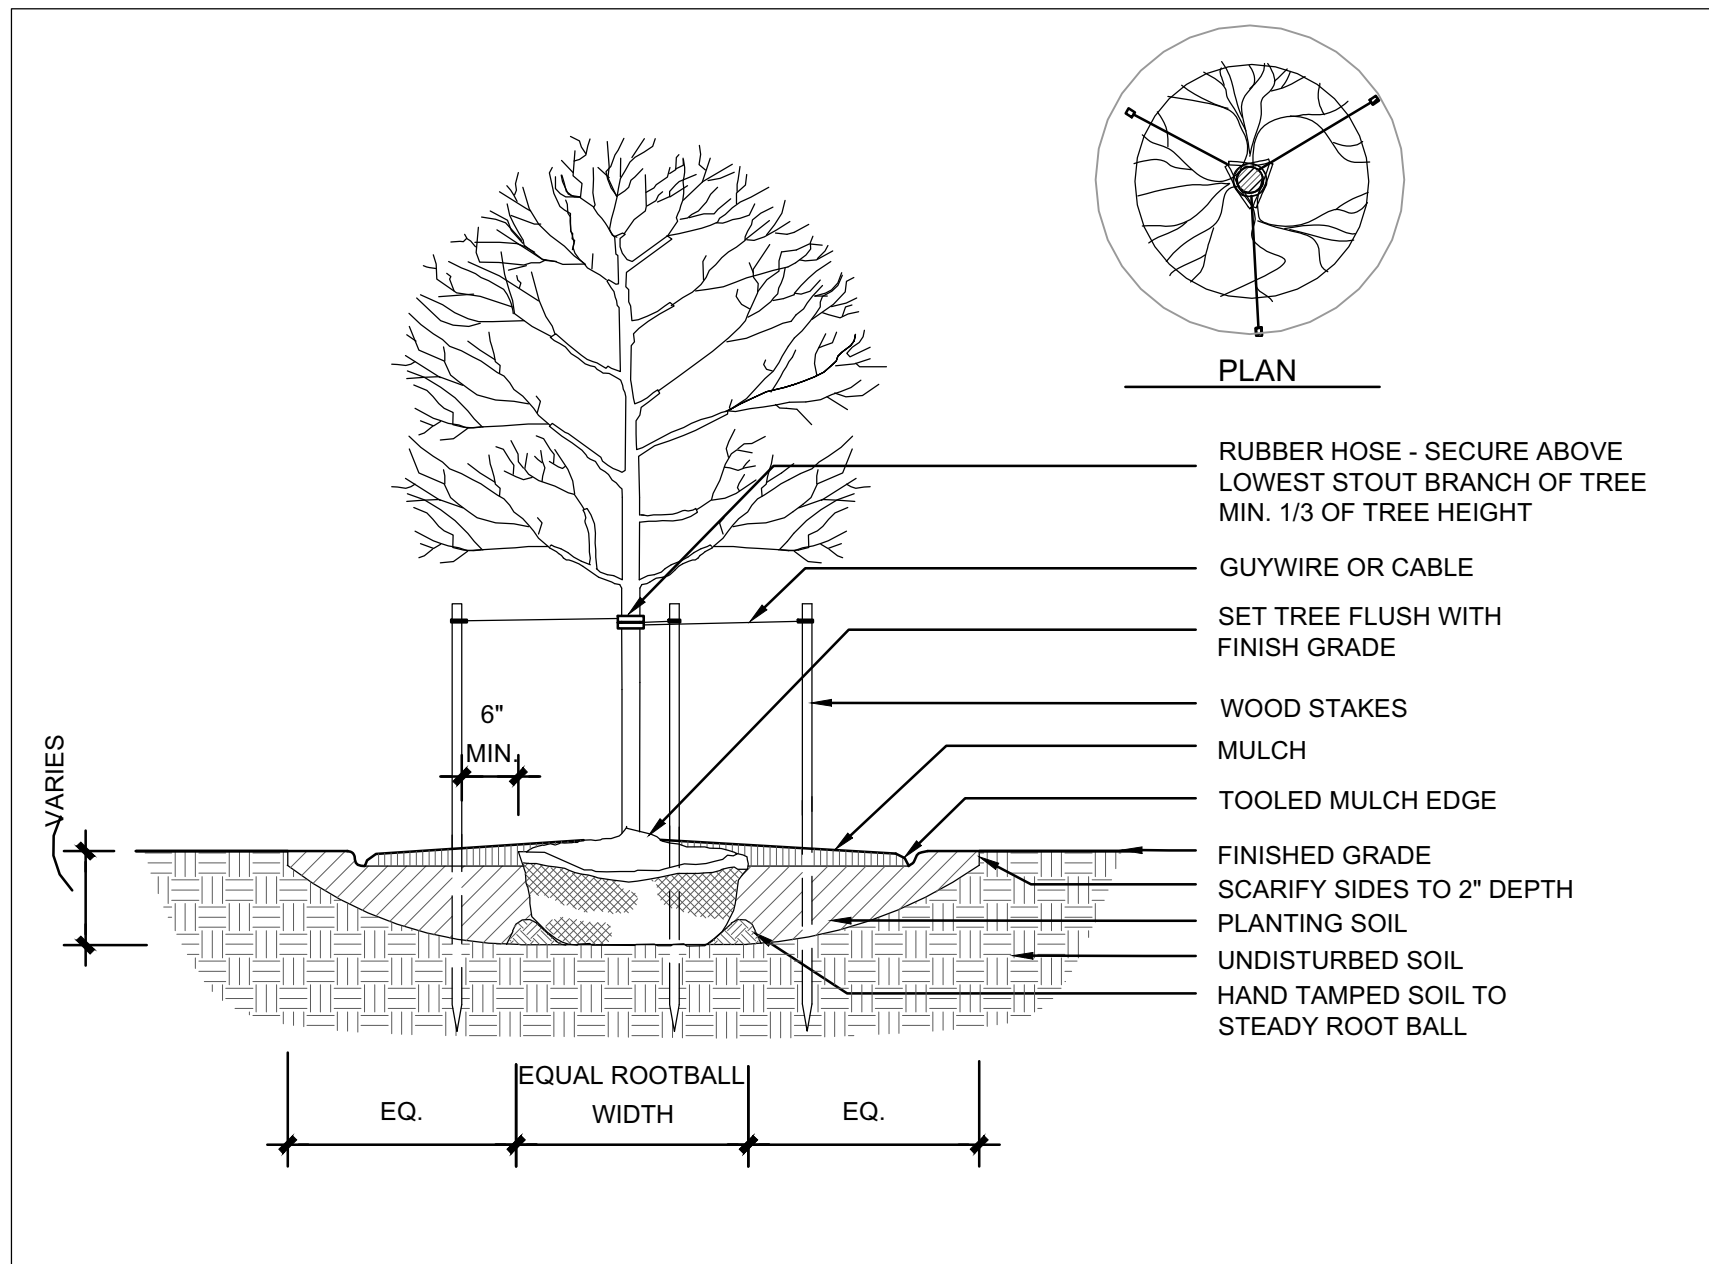 PLAN
RUBBER HOSE - SECURE ABOVE
LOWEST STOUT BRANCH OF TREE
MIN. 1/3 OF TREE HEIGHT
GUYWIRE OR CABLE
SET TREE FLUSH WITH
FINISH GRADE
WOOD STAKES
MULCH
TOOLED MULCH EDGE
FINISHED GRADE
SCARIFY SIDES TO 2" DEPTH
PLANTING SOIL
UNDISTURBED SOIL
HAND TAMPED SOIL TO
STEADY ROOT BALL
6"
MIN.
VARIES
EQ.
EQUAL ROOTBALL
WIDTH
EQ.